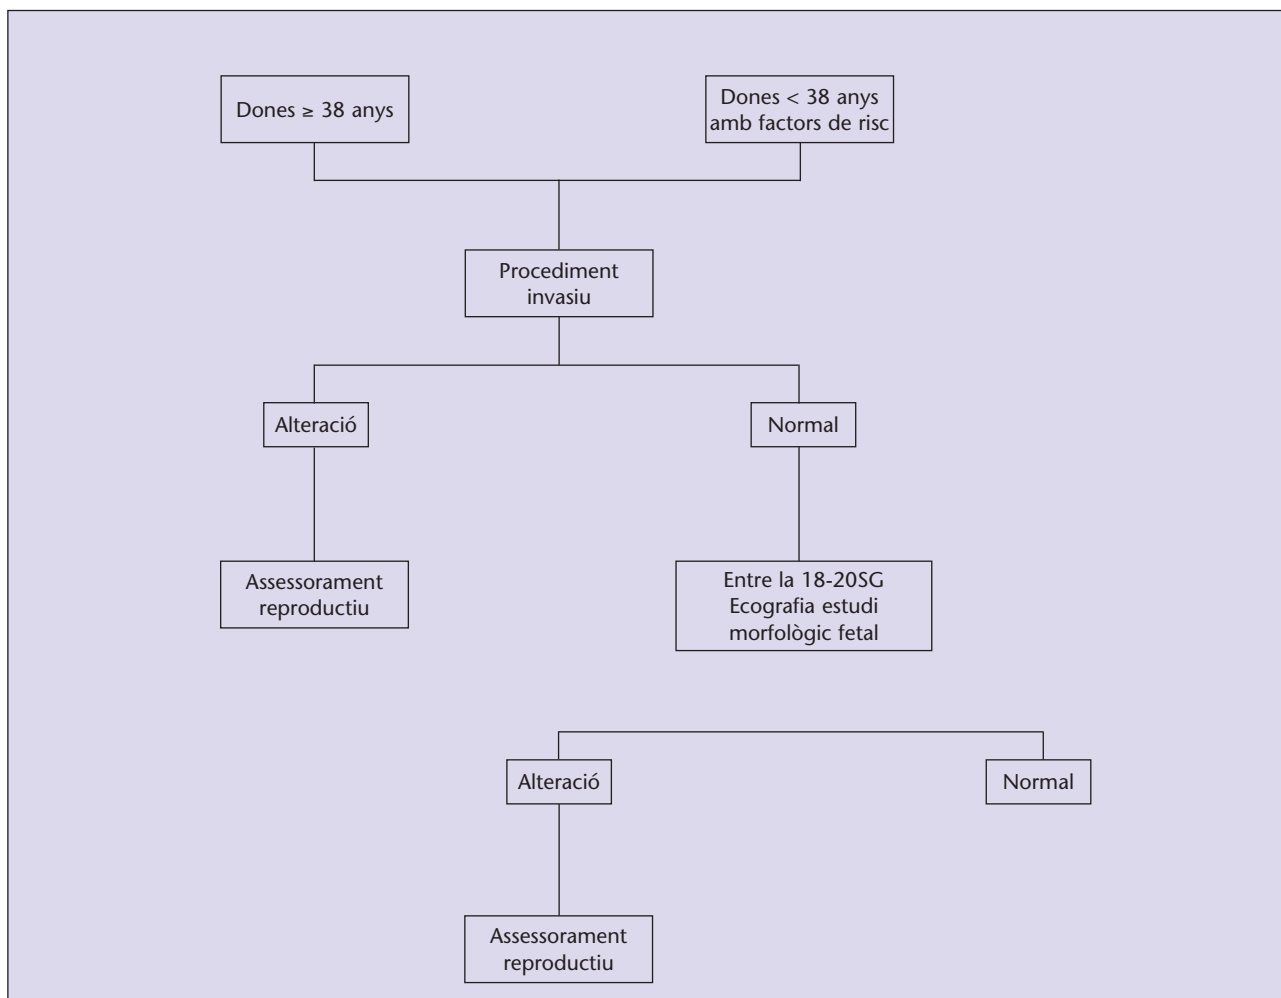 Dones ≥ 38 anys
Dones < 38 anys
amb factors de risc
Procediment
invasiu
Alteració
Normal
Assessorament
reproductiu
Entre la 18-20SG
Ecografia estudi
morfològic fetal
Alteració
Normal
Assessorament
reproductiu